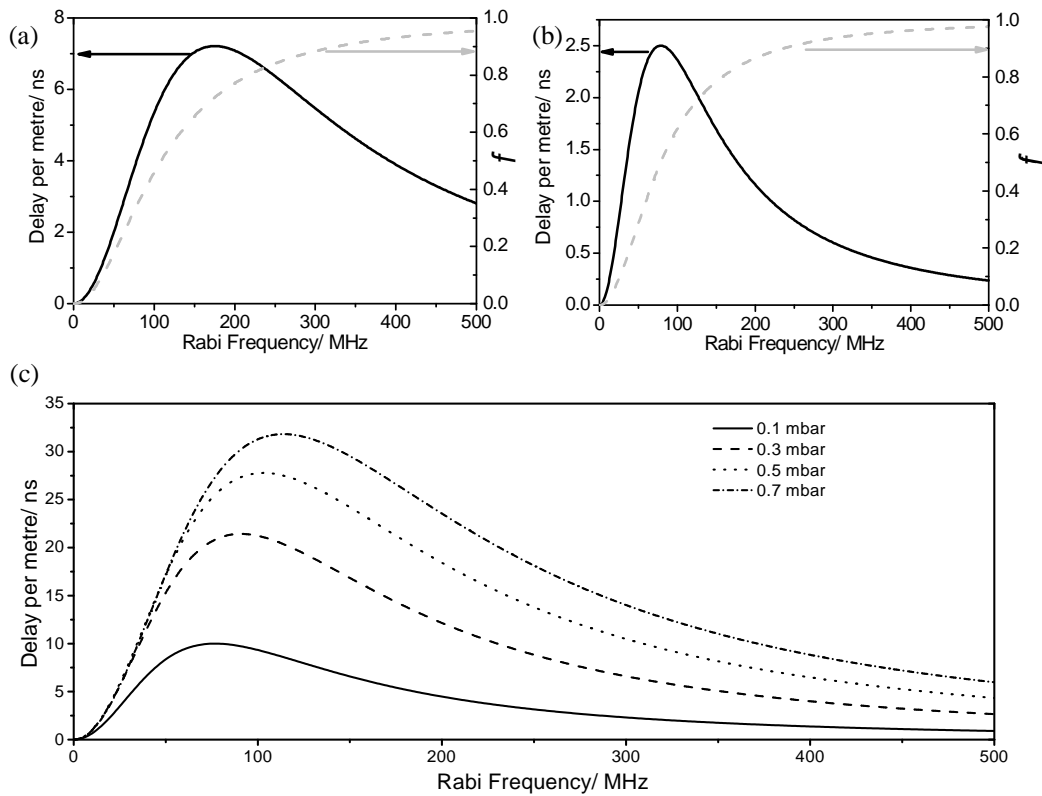 (a)
8
6
4
2
0
Delay per metre/ ns
0 100 200 300 400 500
Rabi Frequency/ MHz
1.0
0.8
0.6
0.4
0.2
0.0
f
(b)
2.5
2.0
1.5
1.0
0.5
0.0
Delay per metre/ ns
0 100 200 300 400 500
Rabi Frequency/ MHz
1.0
0.8
0.6
0.4
0.2
0.0
f
(c)
35
30
25
20
15
10
5
0
Delay per metre/ ns
0 100 200 300 400 500
Rabi Frequency/ MHz
0.1 mbar
0.3 mbar
0.5 mbar
0.7 mbar